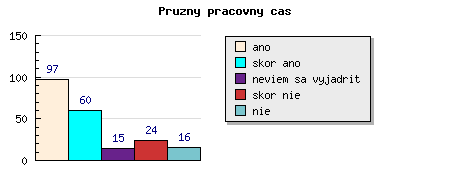 Pruzny pracovny cas
150
100
50
0
97
60
15
24
16
ano
skor ano
neviem sa vyjadrit
skor nie
nie